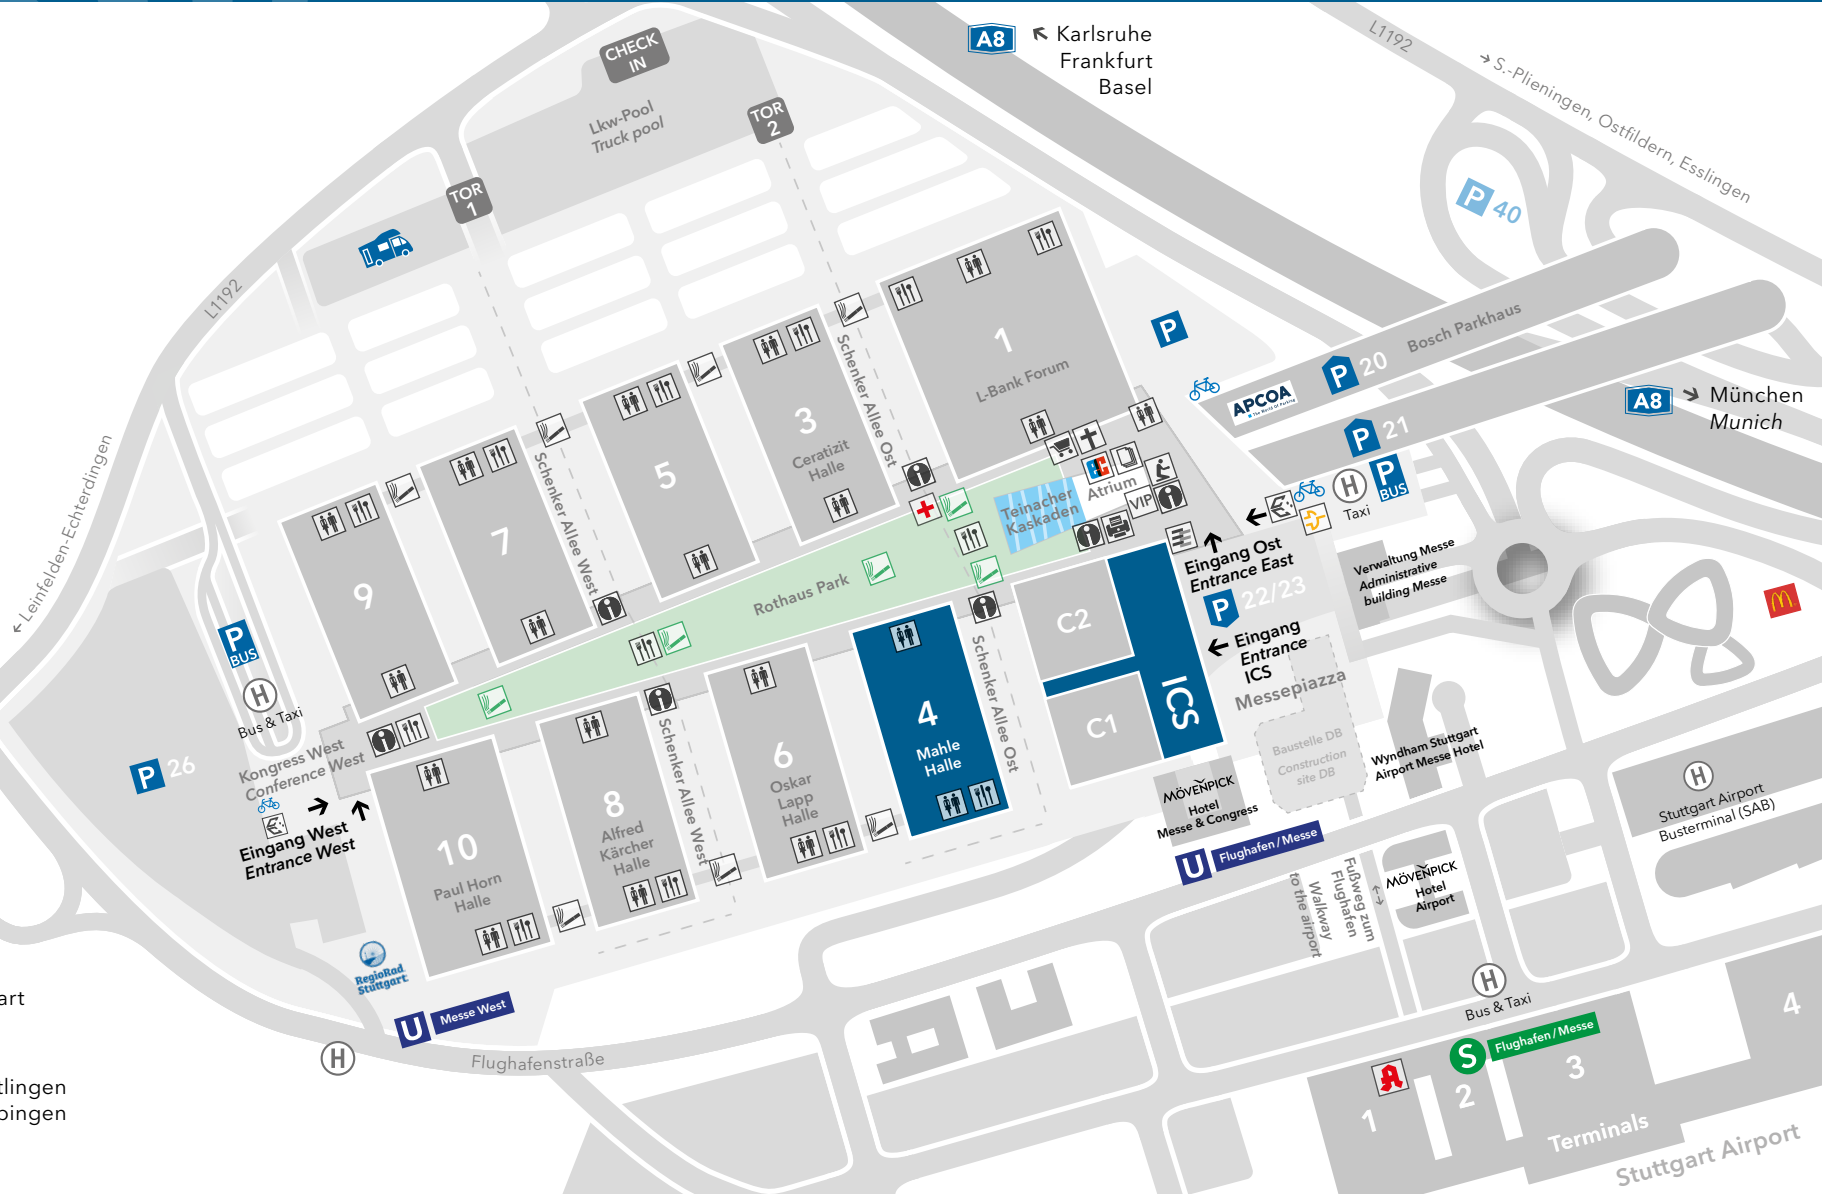 A8
Karlsruhe
Frankfurt
Basel
L1192
S.-Plieningen, Ostfildern, Esslingen
CHECK
IN
Lkw-Pool
Truck pool
TOR
2
TOR
1
P 40
L1192
Leinfelden-Echterdingen
1
L-Bank Forum
P
Bosch Parkhaus
P 20
APCOA
P 21
A8
München
Munich
Schenker Allee Ost
3
Ceratizit
Halle
5
Schenker Allee West
7
9
Teinacher
Kaskaden
Atrium
VIP
H
Taxi
P
BUS
Eingang Ost
Entrance East
P 22/23
Eingang
Entrance
ICS
Messepiazza
Verwaltung Messe
Administrative
building Messe
Rothaus Park
C2
C1
ICS
Schenker Allee Ost
4
Mahle
Halle
6
Oskar
Lapp
Halle
Schenker Allee West
8
Alfred
Kärcher
Halle
10
Paul Horn
Halle
P
BUS
H
Bus & Taxi
P 26
Kongress West
Conference West
Eingang West
Entrance West
Baustelle DB
Construction
site DB
Wyndham Stuttgart
Airport Messe Hotel
MÖVENPICK
Hotel
Messe & Congress
U Flughafen / Messe
MÖVENPICK
Hotel
Airport
Fußweg zum
Flughafen
Walkway
to the airport
H
Stuttgart Airport
Busterminal (SAB)
RegioRad
Stuttgart
U Messe West
H
Flughafenstraße
H
Bus & Taxi
S Flughafen / Messe
1
2
3
4
Terminals
Stuttgart Airport
art
tlingen
pingen